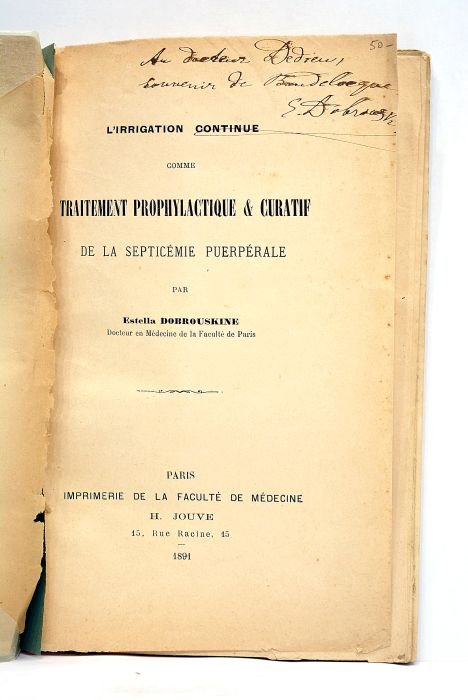 50-
Au docteur Dedieu,
souvenir de Baudelocque
E. Dobrouski
L'IRRIGATION CONTINUE
COMME
TRAITEMENT PROPHYLACTIQUE & CURATIF
DE LA SEPTICÉMIE PUERPÉRALE
PAR
Estella DOBROUSKINE
Docteur en Médecine de la Faculté de Paris
PARIS
IMPRIMERIE DE LA FACULTÉ DE MÉDECINE
H. JOUVE
15, Rue Racine, 15
1891